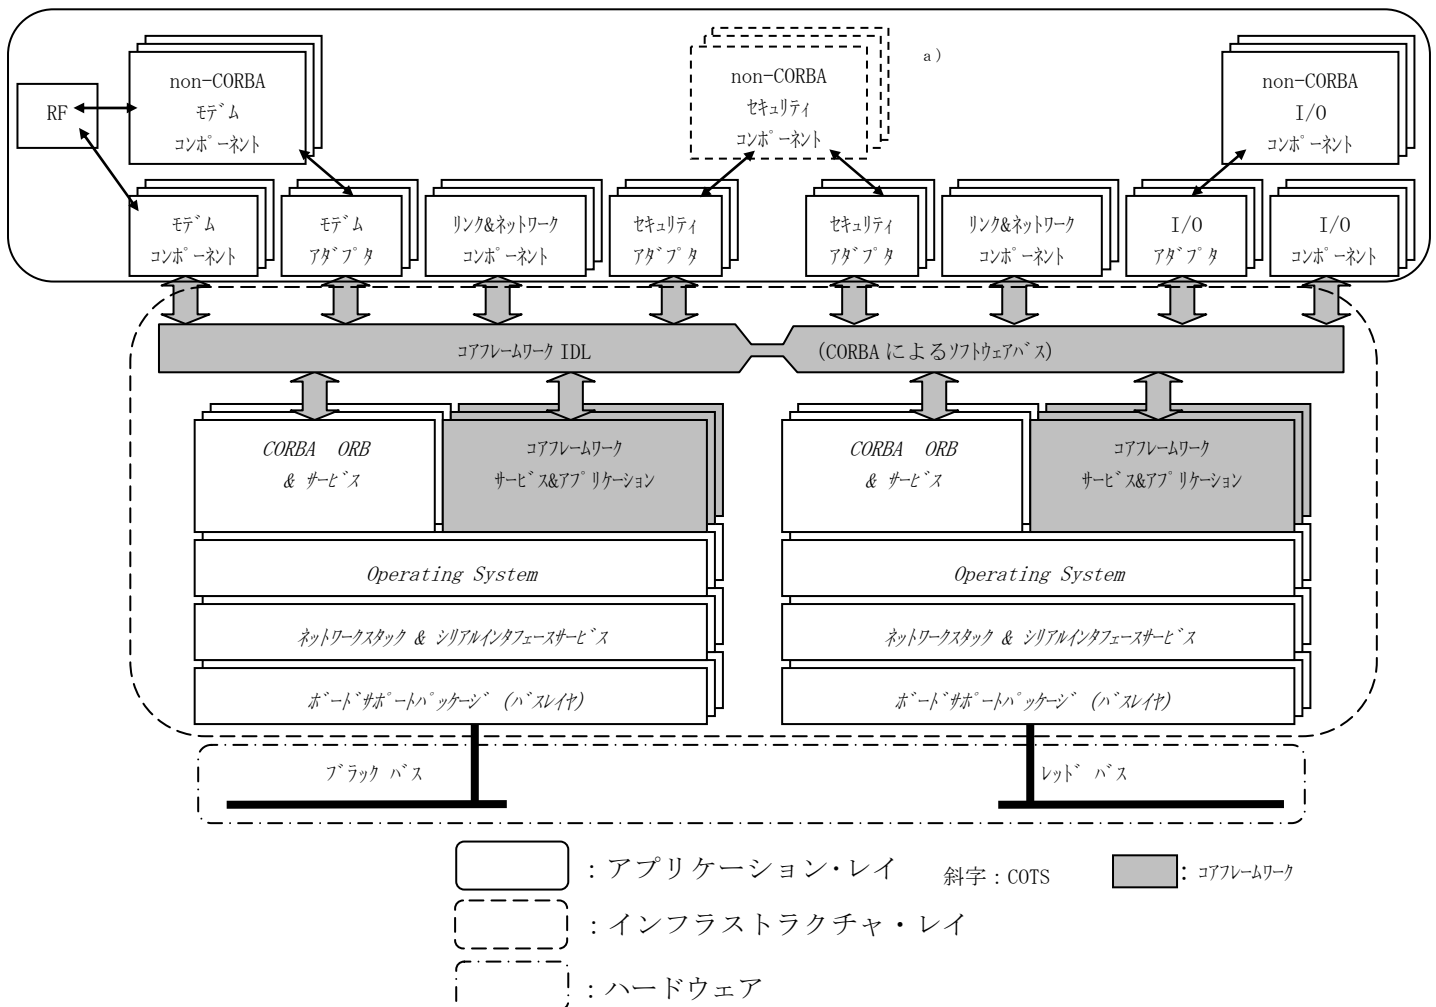 a)
non-CORBA
モデム
コンポーネント
non-CORBA
セキュリティ
コンポーネント
non-CORBA
I/O
コンポーネント
RF
モデム
コンポーネント
モデム
アダプタ
リンク&ネットワーク
コンポーネント
セキュリティ
アダプタ
セキュリティ
アダプタ
リンク&ネットワーク
コンポーネント
I/O
アダプタ
I/O
コンポーネント
コアフレームワーク IDL
(CORBA によるソフトウェアバス)
CORBA ORB
& サービス
コアフレームワーク
サービス&アプリケーション
CORBA ORB
& サービス
コアフレームワーク
サービス&アプリケーション
Operating System
Operating System
ネットワークスタック & シリアルインタフェースサービス
ネットワークスタック & シリアルインタフェースサービス
ボードサポートパッケージ (バスレイヤ)
ボードサポートパッケージ (バスレイヤ)
ブラック バス
レッド バス
:アプリケーション・レイ
斜字:COTS
: コアフレームワーク
:インフラストラクチャ・レイ
:ハードウェア